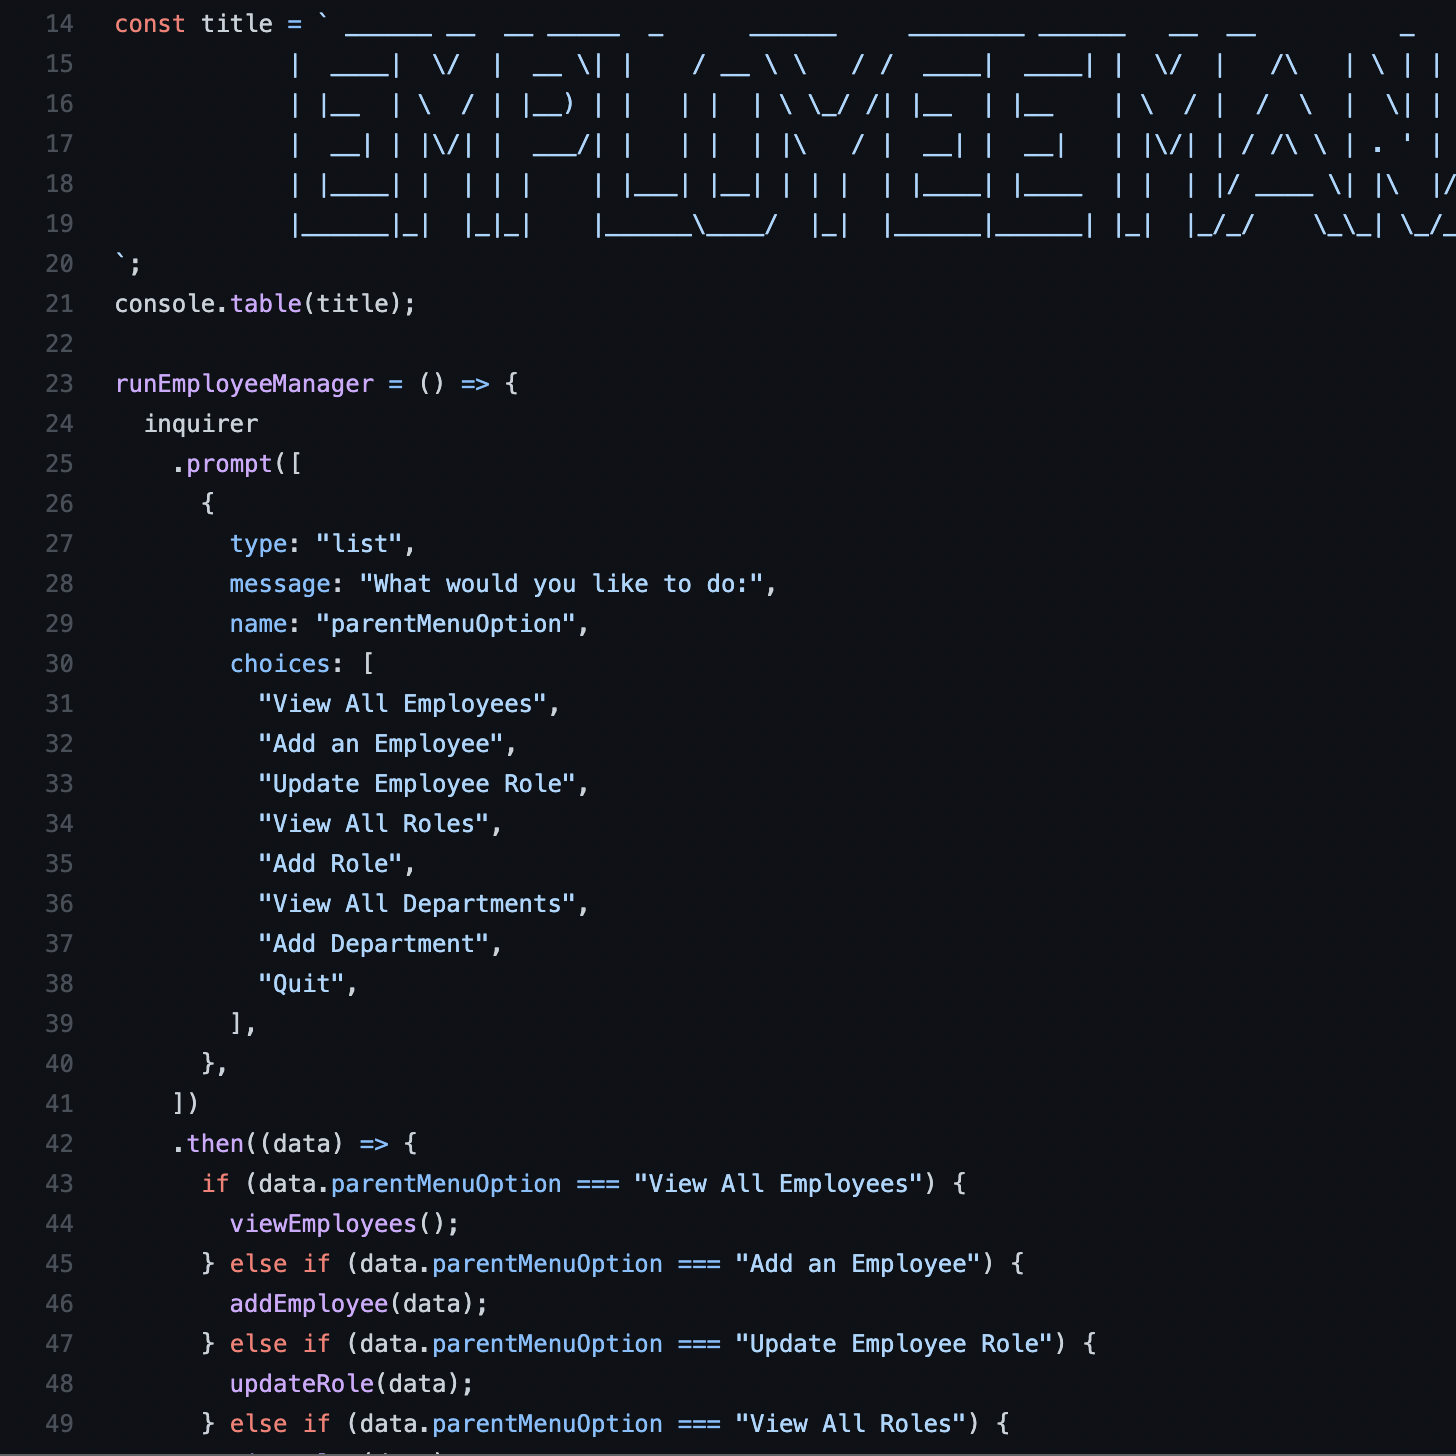 14 const title = ` ______ __  __ _____  _      ______     ________ ______   __  __          _
15             |  ____|  \/  |  __ \| |    / __ \ \   / /  ____|  ____| |  \/  |   /\   | \ | |
16             | |__  | \  / | |__) | |   | |  | \ \_/ /| |__  | |__    | \  / |  /  \  |  \| |
17             |  __| | |\/| |  ___/| |   | |  | |\   / |  __| |  __|   | |\/| | / /\ \ | . ' |
18             | |____| |  | | |    | |___| |__| | | |  | |____| |____  | |  | |/ ____ \| |\  |/
19             |______|_|  |_|_|    |______\____/  |_|  |______|______| |_|  |_/_/    \_\_| \_/_
20 `;
21 console.table(title);
22
23 runEmployeeManager = () => {
24   inquirer
25     .prompt([
26       {
27         type: "list",
28         message: "What would you like to do:",
29         name: "parentMenuOption",
30         choices: [
31           "View All Employees",
32           "Add an Employee",
33           "Update Employee Role",
34           "View All Roles",
35           "Add Role",
36           "View All Departments",
37           "Add Department",
38           "Quit",
39         ],
40       },
41     ])
42     .then((data) => {
43       if (data.parentMenuOption === "View All Employees") {
44         viewEmployees();
45       } else if (data.parentMenuOption === "Add an Employee") {
46         addEmployee(data);
47       } else if (data.parentMenuOption === "Update Employee Role") {
48         updateRole(data);
49       } else if (data.parentMenuOption === "View All Roles") {